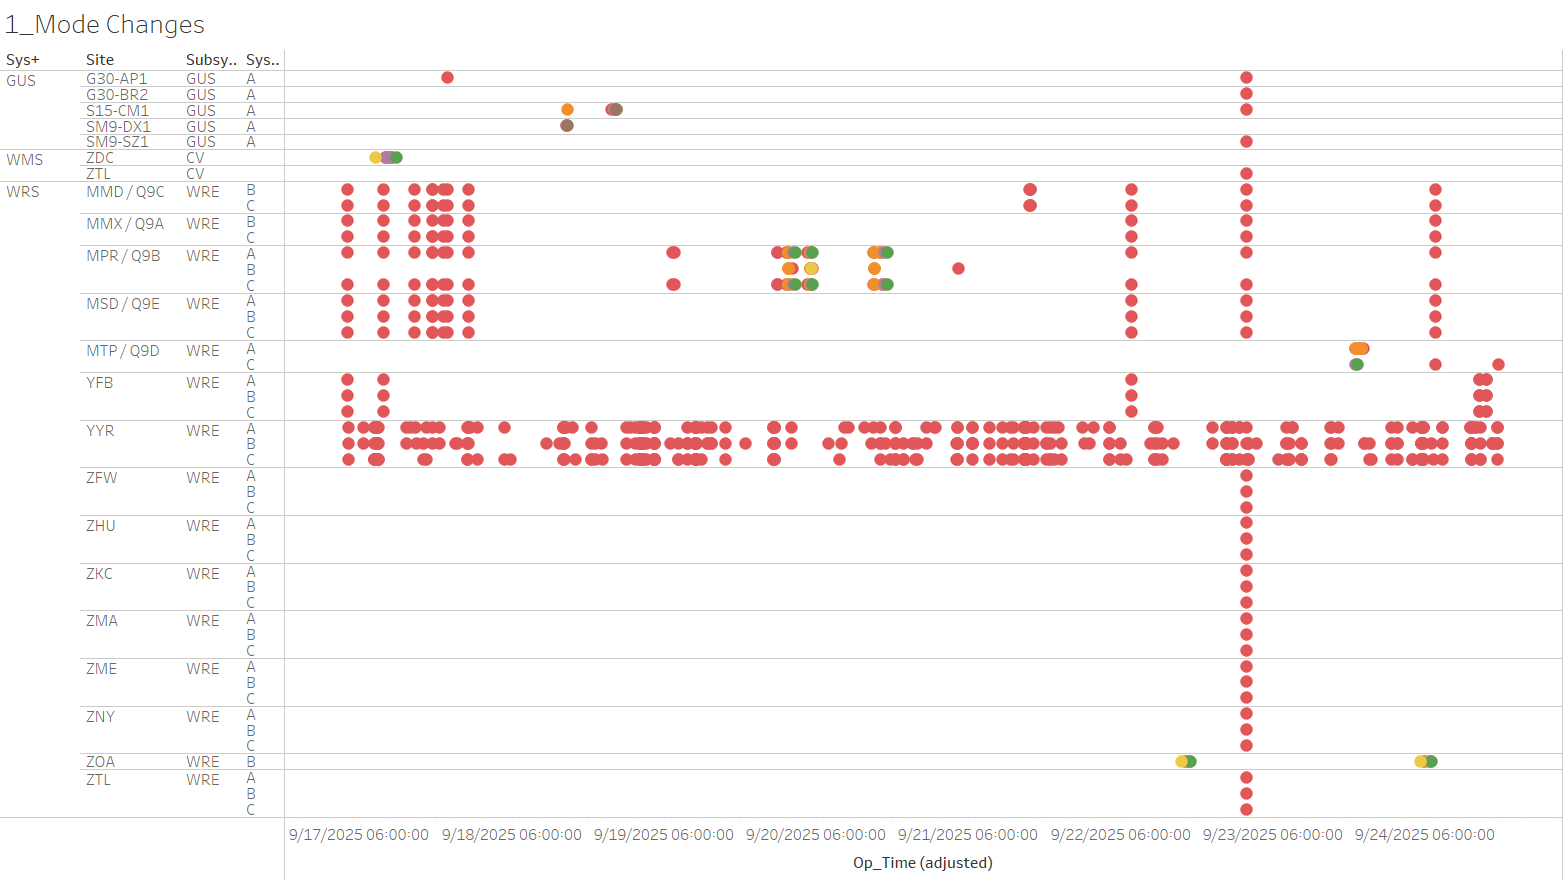 1_Mode Changes
Sys+ Site Subsy.. Sys..
GUS G30-AP1 GUS A
G30-BR2 GUS A
S15-CM1 GUS A
SM9-DX1 GUS A
SM9-SZ1 GUS A
WMS ZDC CV
ZTL CV
WRS MMD / Q9C WRE B
C
MMX / Q9A WRE B
C
MPR / Q9B WRE A
B
C
MSD / Q9E WRE A
B
C
MTP / Q9D WRE A
C
YFB WRE A
B
C
YYR WRE A
B
C
ZFW WRE A
B
C
ZHU WRE A
B
C
ZKC WRE A
B
C
ZMA WRE A
B
C
ZME WRE A
B
C
ZNY WRE A
B
C
ZOA WRE B
ZTL WRE A
B
C
9/17/2025 06:00:00 9/18/2025 06:00:00 9/19/2025 06:00:00 9/20/2025 06:00:00 9/21/2025 06:00:00 9/22/2025 06:00:00 9/23/2025 06:00:00 9/24/2025 06:00:00
Op_Time (adjusted)